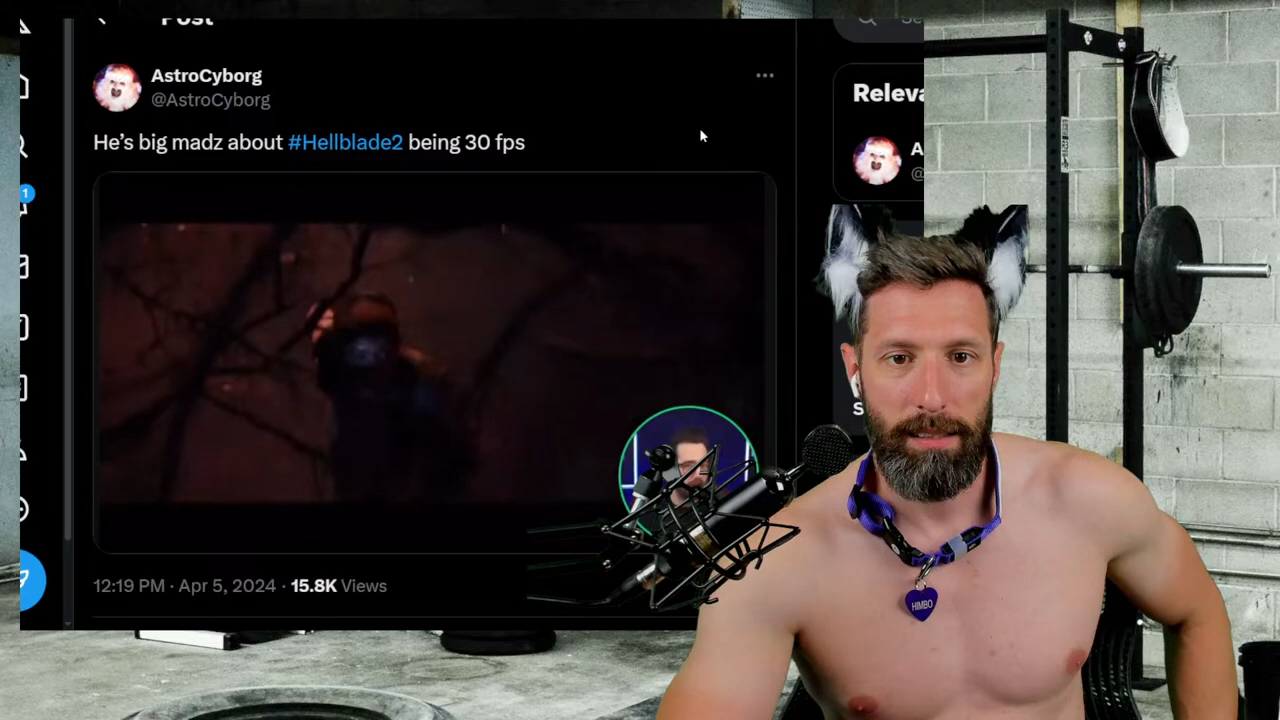 Post
AstroCyborg
@AstroCyborg
He's big madz about #Hellblade2 being 30 fps
12:19 PM · Apr 5, 2024 · 15.8K Views
1
Releva
A
@
S
HIMBO